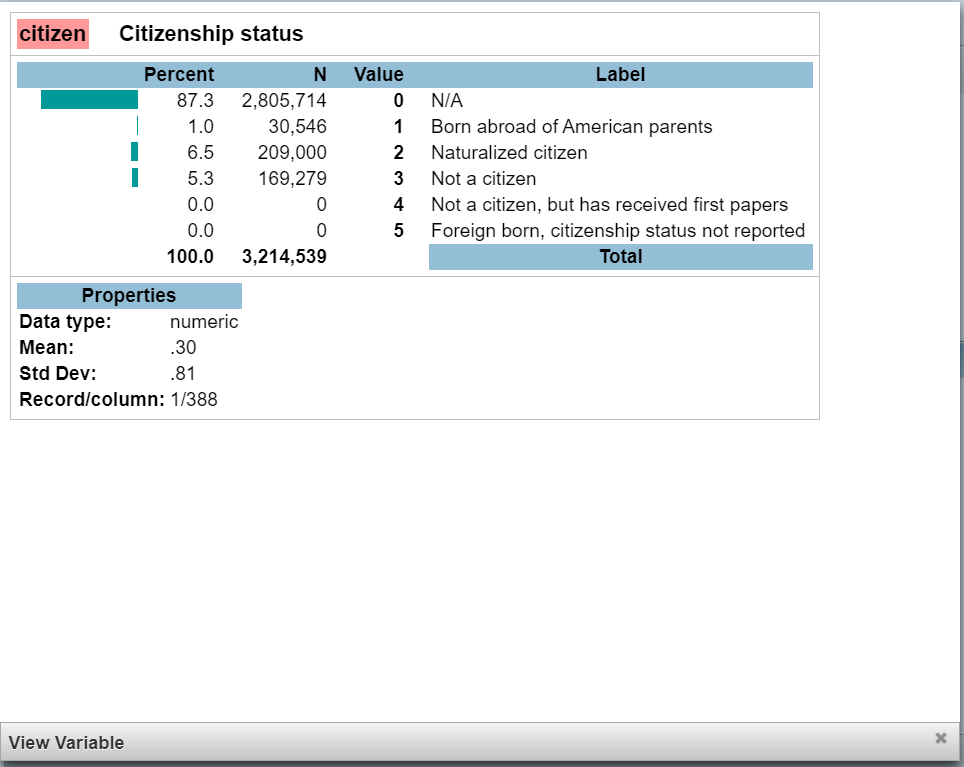 citizen Citizenship status
Percent N Value Label
87.3 2,805,714 0 N/A
1.0 30,546 1 Born abroad of American parents
6.5 209,000 2 Naturalized citizen
5.3 169,279 3 Not a citizen
0.0 0 4 Not a citizen, but has received first papers
0.0 0 5 Foreign born, citizenship status not reported
100.0 3,214,539 Total
Properties
Data type: numeric
Mean: .30
Std Dev: .81
Record/column: 1/388
View Variable